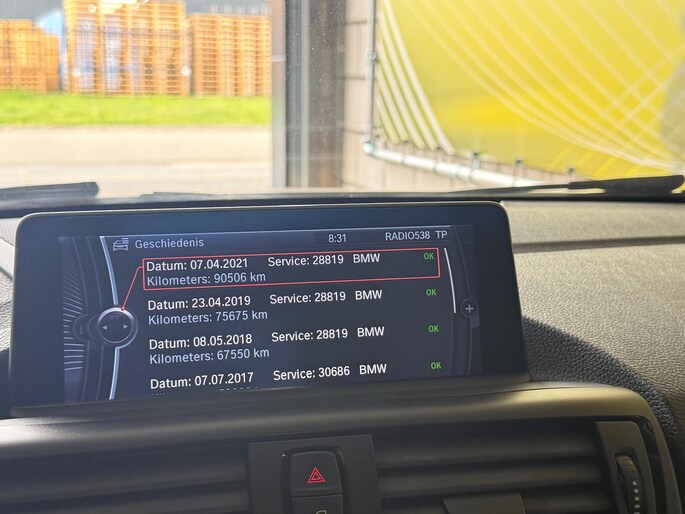 Geschiedenis 8:31 RADIO538 TP
Datum: 07.04.2021 Service: 28819 BMW OK
Kilometers: 90506 km
Datum: 23.04.2019 Service: 28819 BMW OK
Kilometers: 75675 km
Datum: 08.05.2018 Service: 28819 BMW OK
Kilometers: 67550 km
Datum: 07.07.2017 Service: 30686 BMW OK